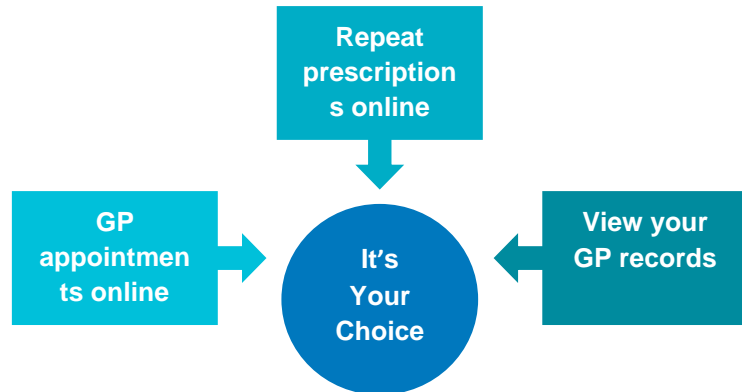 Repeat
prescription
s online
GP
appointmen
ts online
It's
Your
Choice
View your
GP records